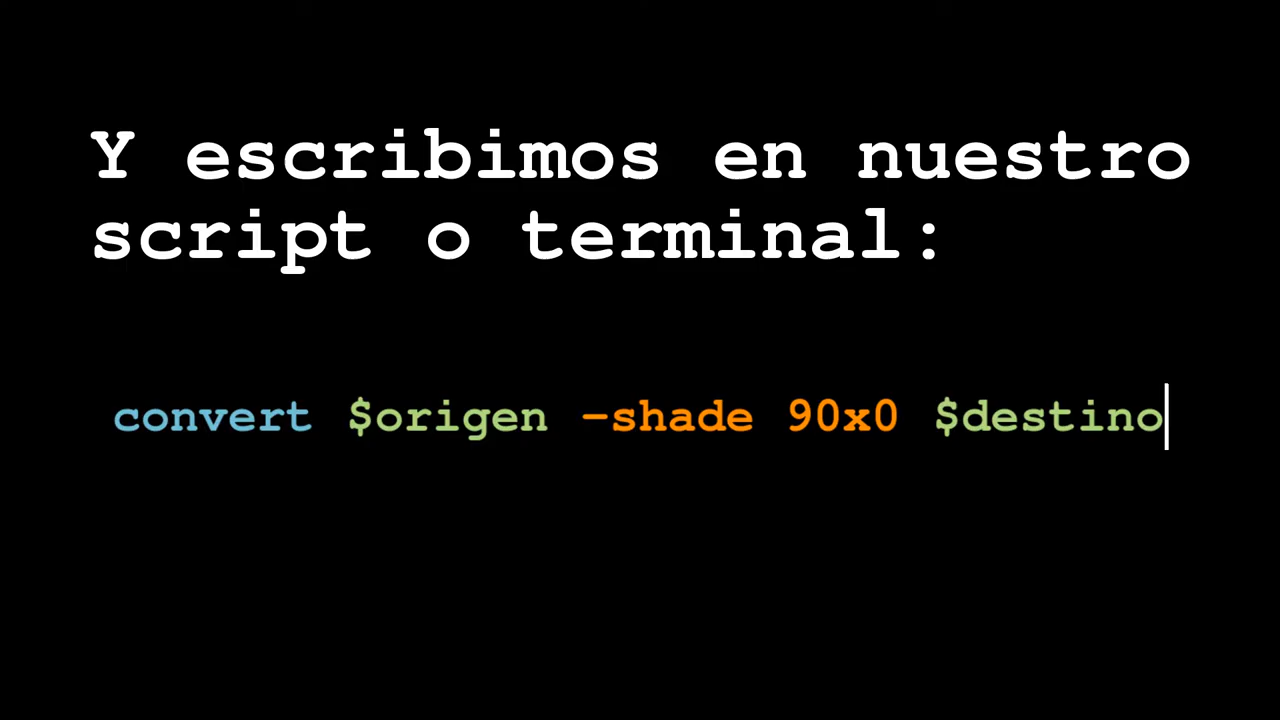 Y escribimos en nuestro
script o terminal:
convert $origen -shade 90x0 $destino